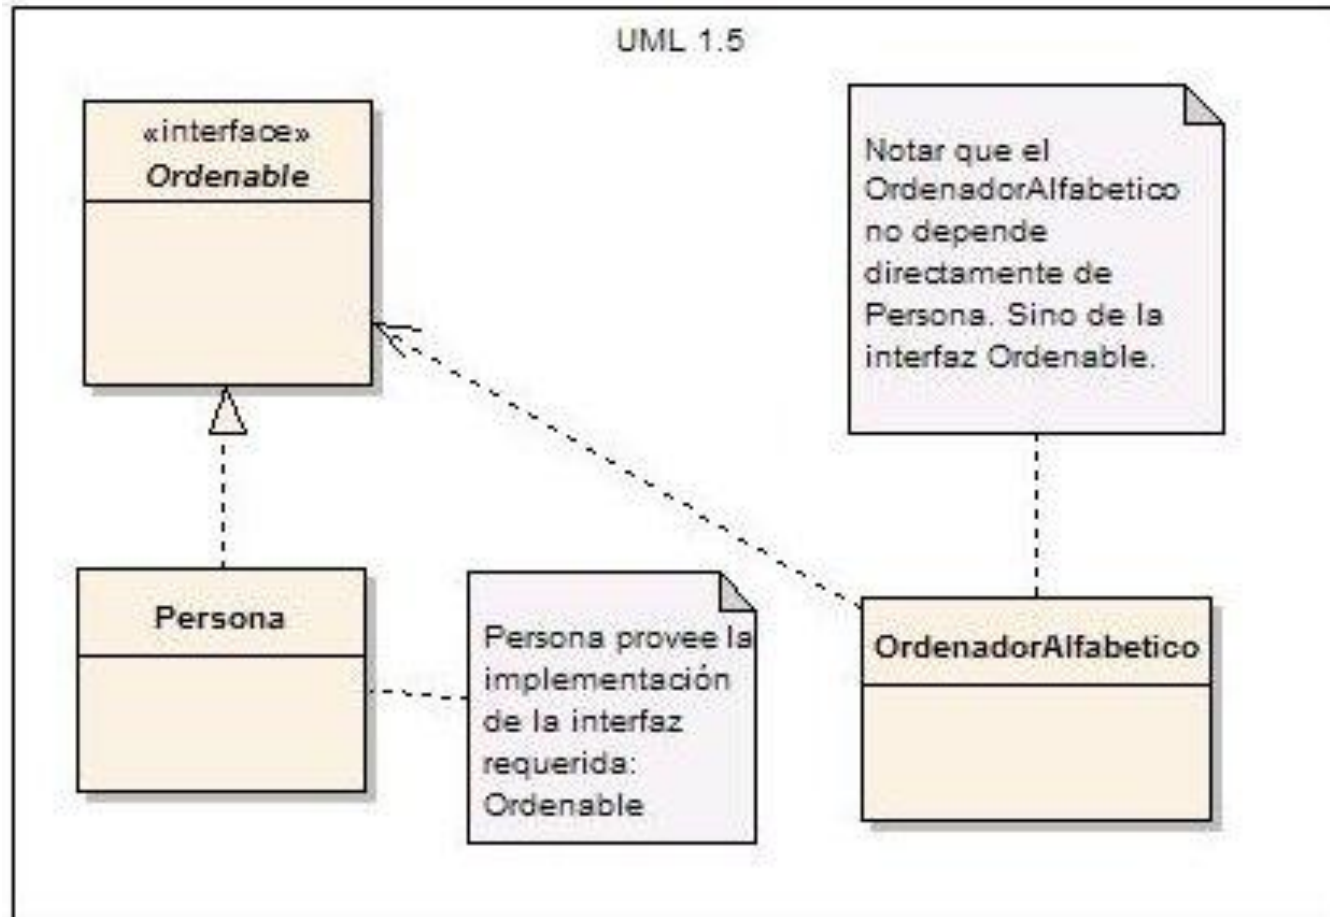 UML 1.5
«interface»
Ordenable
Notar que el
OrdenadorAlfabetico
no depende
directamente de
Persona. Sino de la
interfaz Ordenable.
Persona
Persona provee la
implementación
de la interfaz
requerida:
Ordenable
OrdenadorAlfabetico